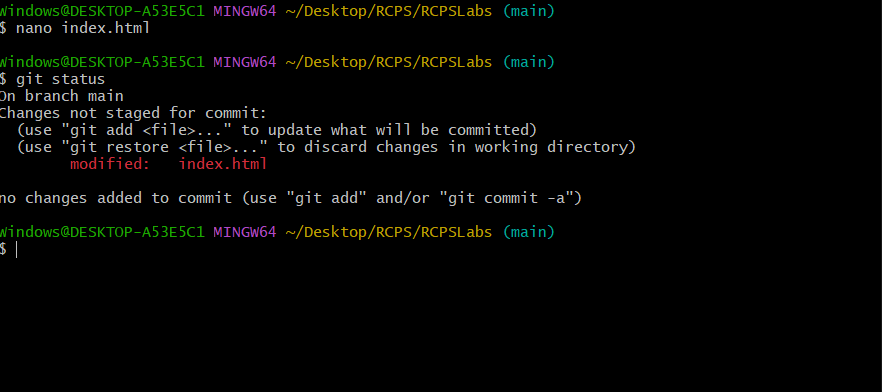 Windows@DESKTOP-A53E5C1 MINGW64 ~/Desktop/RCPS/RCPSLabs (main)
$ nano index.html
Windows@DESKTOP-A53E5C1 MINGW64 ~/Desktop/RCPS/RCPSLabs (main)
$ git status
On branch main
Changes not staged for commit:
  (use "git add <file>..." to update what will be committed)
  (use "git restore <file>..." to discard changes in working directory)
        modified:   index.html
no changes added to commit (use "git add" and/or "git commit -a")
Windows@DESKTOP-A53E5C1 MINGW64 ~/Desktop/RCPS/RCPSLabs (main)
$